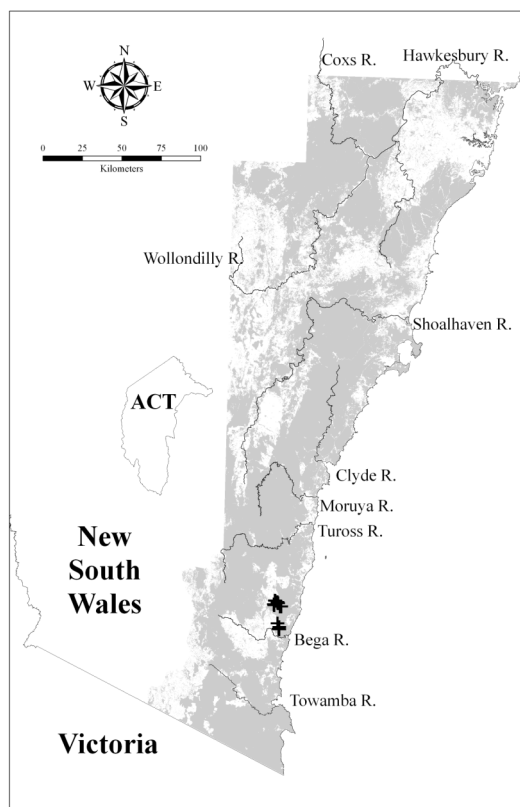 Coxs R.
Hawkesbury R.
N
W E
S
0 25 50 75 100
Kilometers
Wollondilly R.
Shoalhaven R.
ACT
Clyde R.
Moruya R.
Tuross R.
New
South
Wales
Bega R.
Towamba R.
Victoria